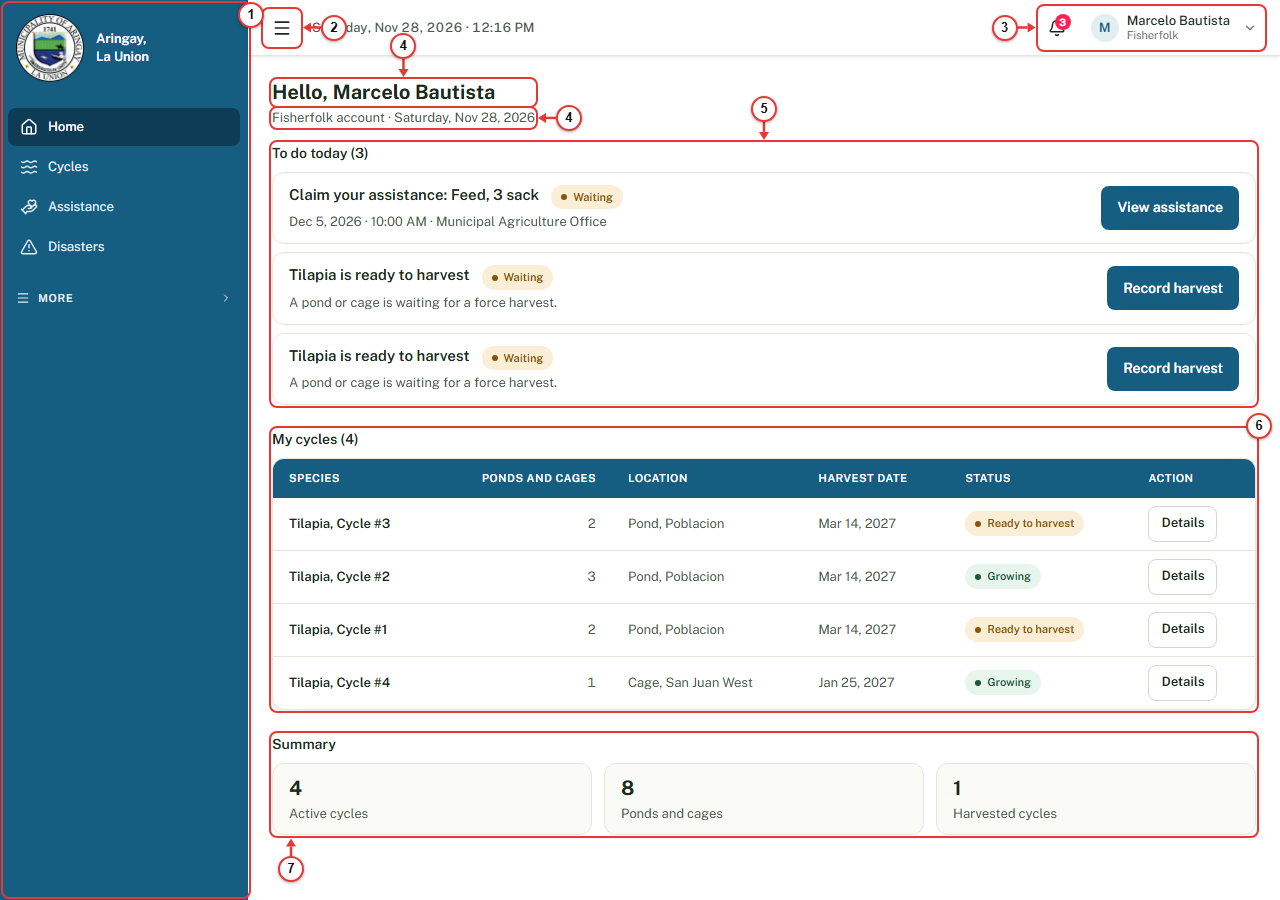 MUNICIPALITY OF ARINGAY
1741
LA UNION
Aringay,
La Union
Home
Cycles
Assistance
Disasters
MORE
1
2
day, Nov 28, 2026 · 12:16 PM
3
3
M
Marcelo Bautista
Fisherfolk
4
Hello, Marcelo Bautista
Fisherfolk account · Saturday, Nov 28, 2026
4
5
To do today (3)
Claim your assistance: Feed, 3 sack
Waiting
Dec 5, 2026 · 10:00 AM · Municipal Agriculture Office
View assistance
Tilapia is ready to harvest
Waiting
A pond or cage is waiting for a force harvest.
Record harvest
Tilapia is ready to harvest
Waiting
A pond or cage is waiting for a force harvest.
Record harvest
6
My cycles (4)
SPECIES PONDS AND CAGES LOCATION HARVEST DATE STATUS ACTION
Tilapia, Cycle #3 2 Pond, Poblacion Mar 14, 2027 Ready to harvest Details
Tilapia, Cycle #2 3 Pond, Poblacion Mar 14, 2027 Growing Details
Tilapia, Cycle #1 2 Pond, Poblacion Mar 14, 2027 Ready to harvest Details
Tilapia, Cycle #4 1 Cage, San Juan West Jan 25, 2027 Growing Details
Summary
4
Active cycles
8
Ponds and cages
1
Harvested cycles
7